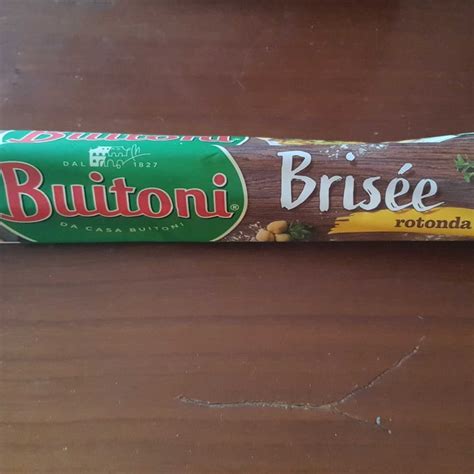 Buitoni
DAL 1827
Buitoni®
DA CASA BUITONI
Brisée
rotonda